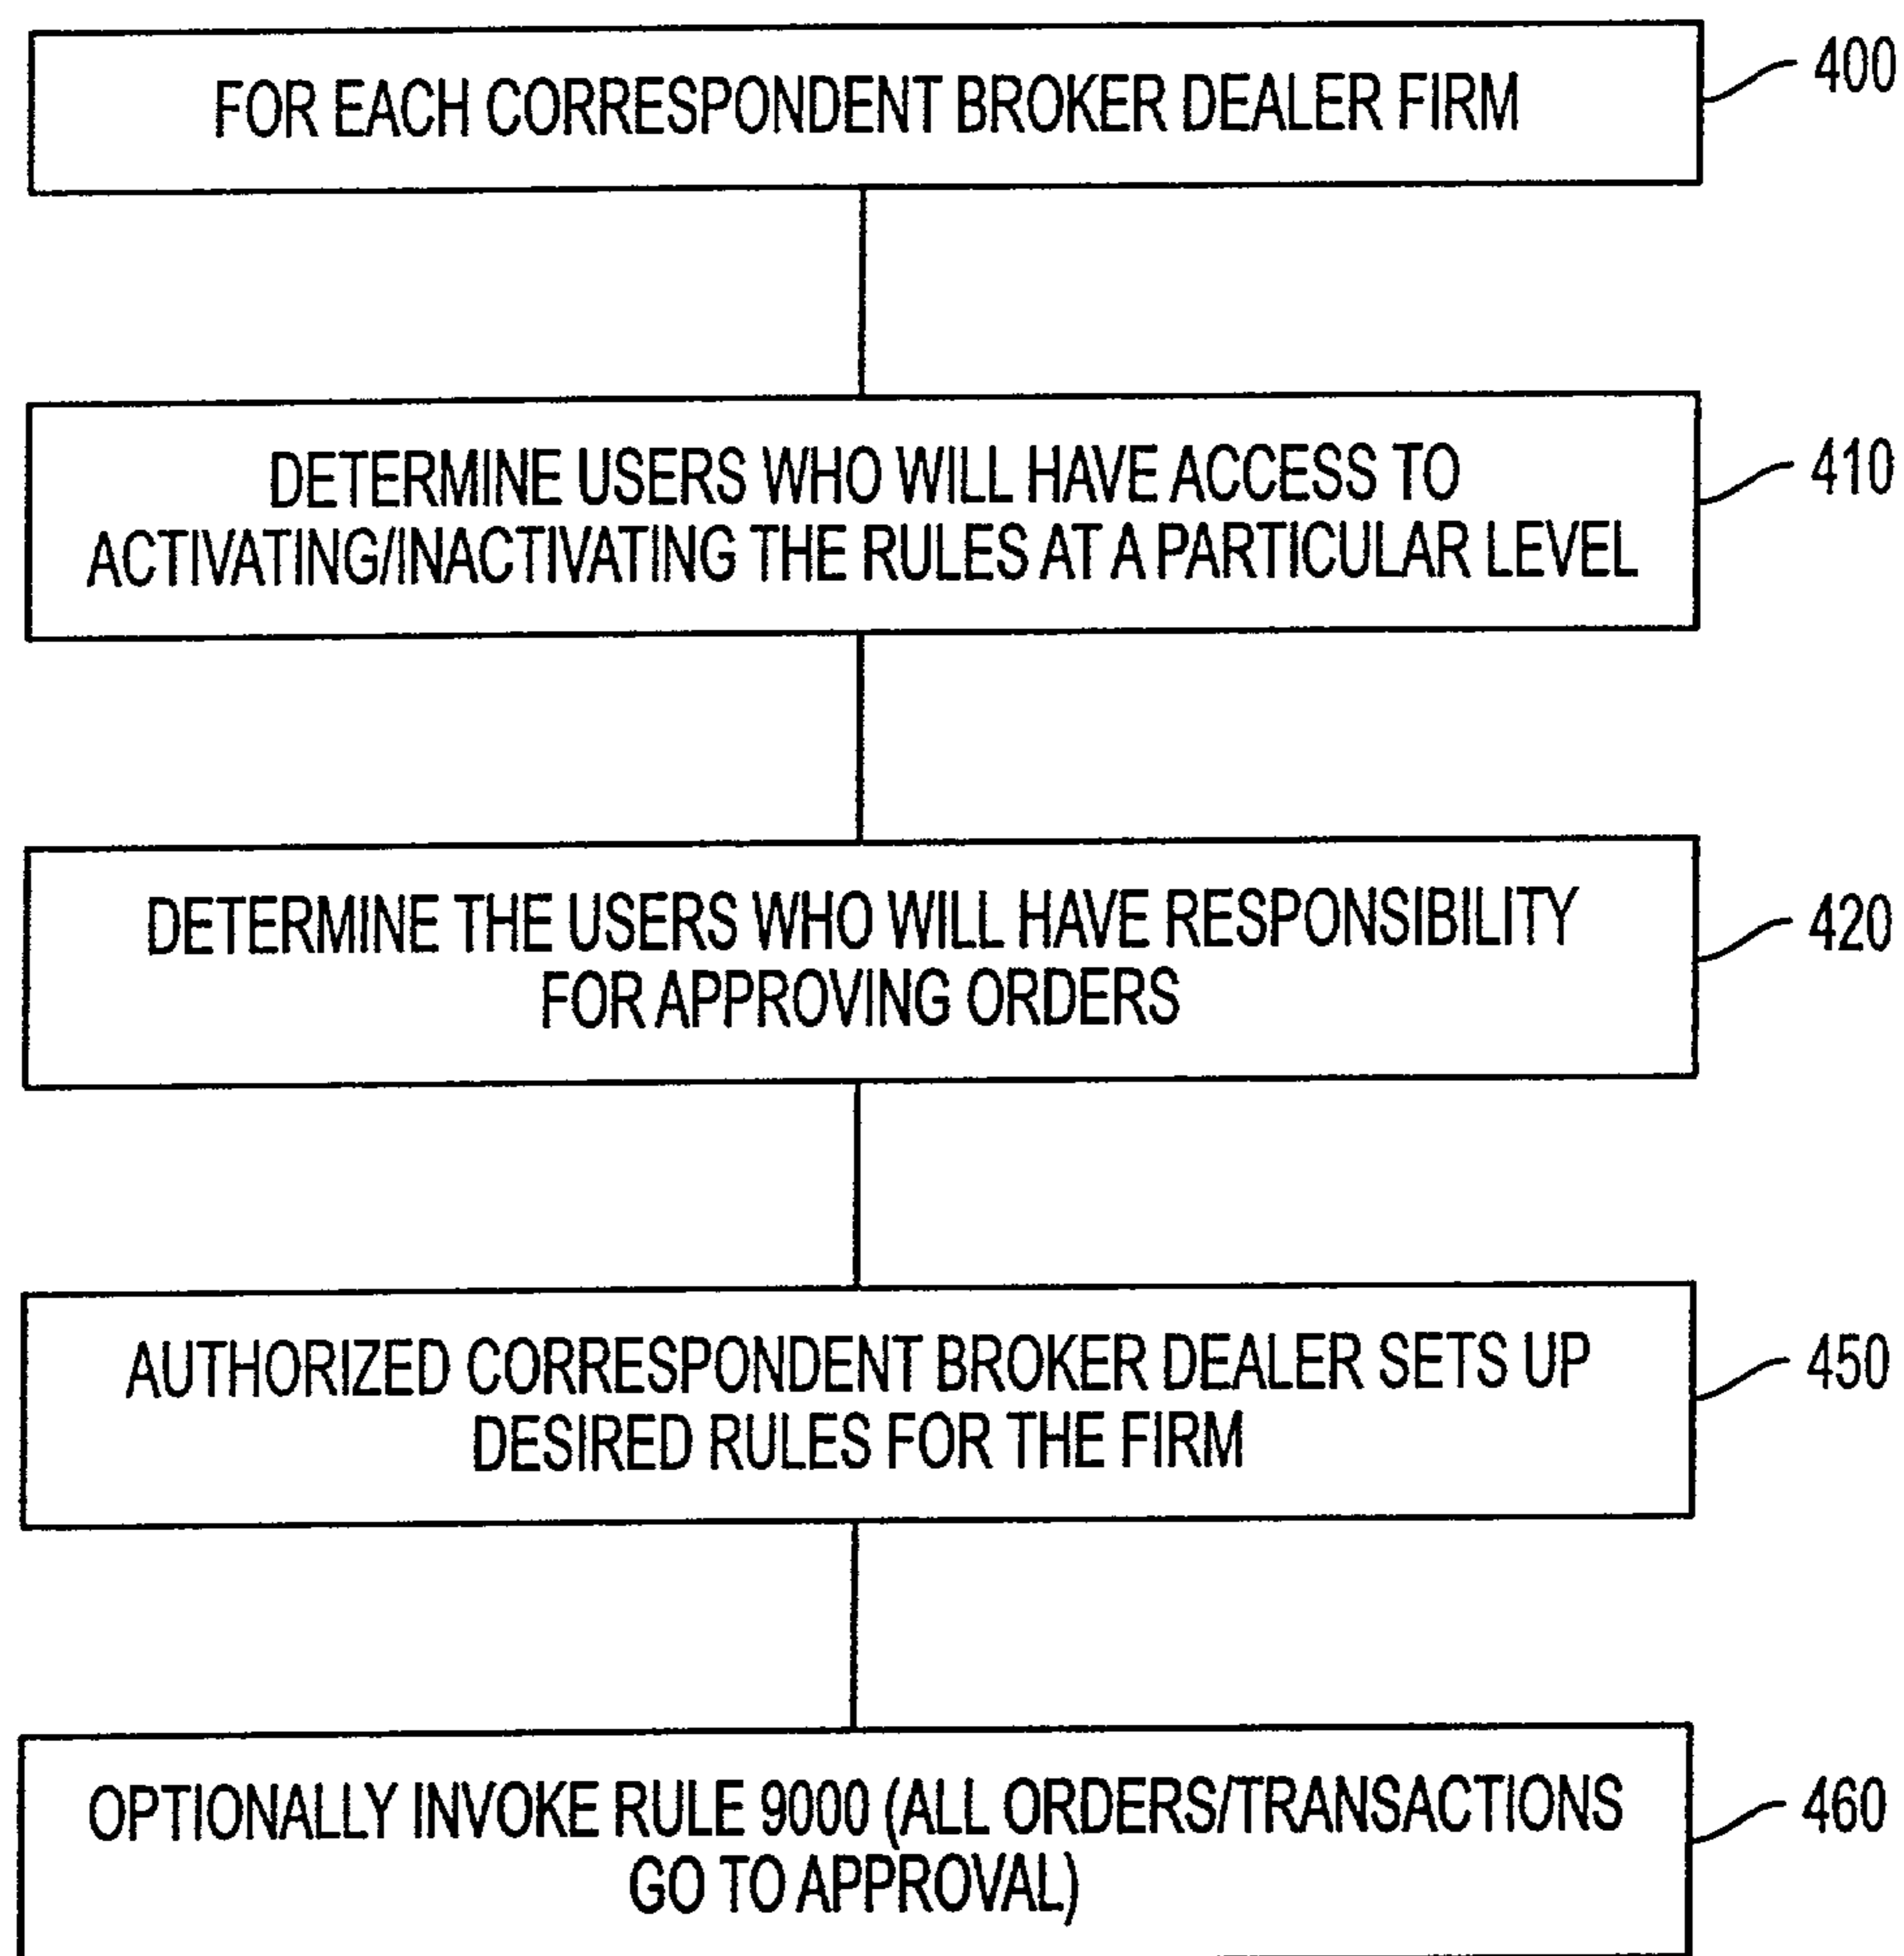 FOR EACH CORRESPONDENT BROKER DEALER FIRM
400
DETERMINE USERS WHO WILL HAVE ACCESS TO
ACTIVATING/INACTIVATING THE RULES AT A PARTICULAR LEVEL
410
DETERMINE THE USERS WHO WILL HAVE RESPONSIBILITY
FOR APPROVING ORDERS
420
AUTHORIZED CORRESPONDENT BROKER DEALER SETS UP
DESIRED RULES FOR THE FIRM
450
OPTIONALLY INVOKE RULE 9000 (ALL ORDERS/TRANSACTIONS
GO TO APPROVAL)
460